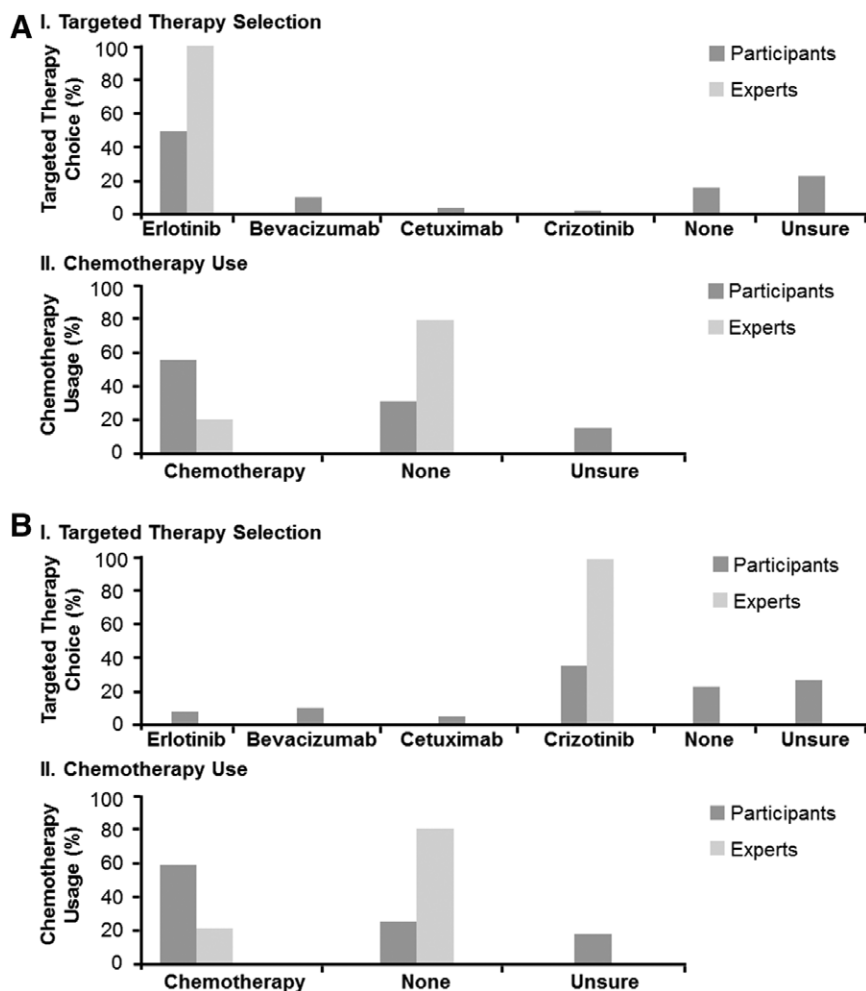 A
I. Targeted Therapy Selection
Targeted Therapy
Choice (%)
100
80
60
40
20
0
Participants
Experts
Erlotinib Bevacizumab Cetuximab Crizotinib None Unsure
II. Chemotherapy Use
Chemotherapy
Usage (%)
100
80
60
40
20
0
Participants
Experts
Chemotherapy None Unsure
B
I. Targeted Therapy Selection
Targeted Therapy
Choice (%)
100
80
60
40
20
0
Participants
Experts
Erlotinib Bevacizumab Cetuximab Crizotinib None Unsure
II. Chemotherapy Use
Chemotherapy
Usage (%)
100
80
60
40
20
0
Participants
Experts
Chemotherapy None Unsure